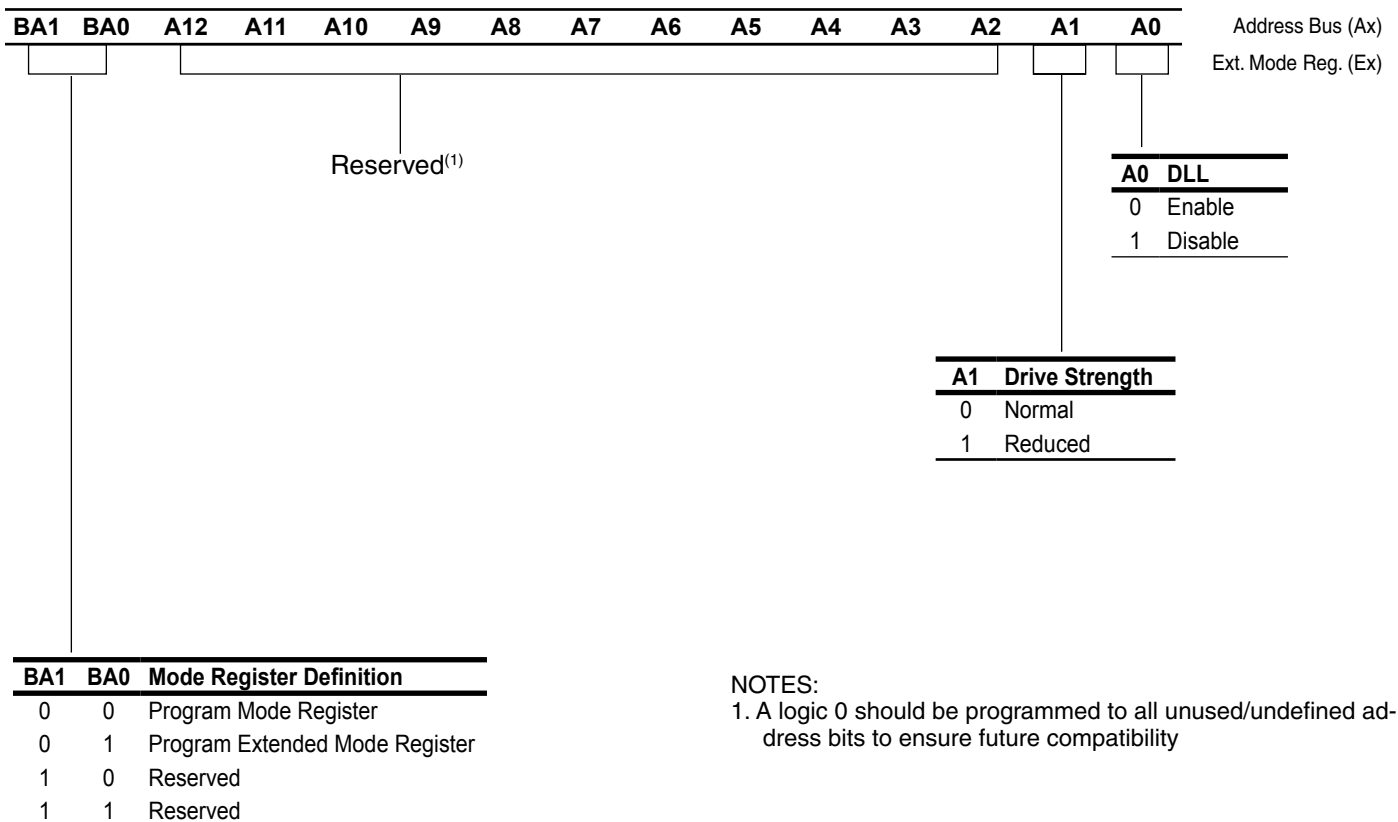 BA1 BA0 A12 A11 A10 A9 A8 A7 A6 A5 A4 A3 A2 A1 A0 Address Bus (Ax)
Ext. Mode Reg. (Ex)
Reserved(1)
A0 DLL
0 Enable
1 Disable
A1 Drive Strength
0 Normal
1 Reduced
BA1 BA0 Mode Register Definition
0 0 Program Mode Register
0 1 Program Extended Mode Register
1 0 Reserved
1 1 Reserved
NOTES:
1. A logic 0 should be programmed to all unused/undefined ad-
dress bits to ensure future compatibility